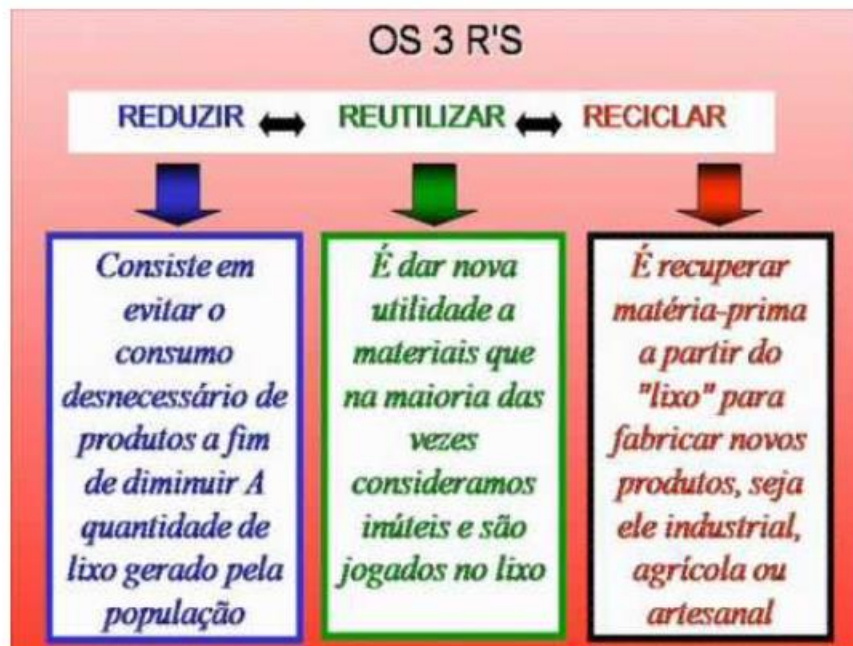 OS 3 R'S
REDUZIR REUTILIZAR RECICLAR
Consiste em
evitar o
consumo
desnecessário de
produtos a fim
de diminuir A
quantidade de
lixo gerado pela
população
É dar nova
utilidade a
materiais que
na maioria das
vezes
consideramos
inúteis e são
jogados no lixo
É recuperar
matéria-prima
a partir do
"lixo" para
fabricar novos
produtos, seja
ele industrial,
agrícola ou
artesanal